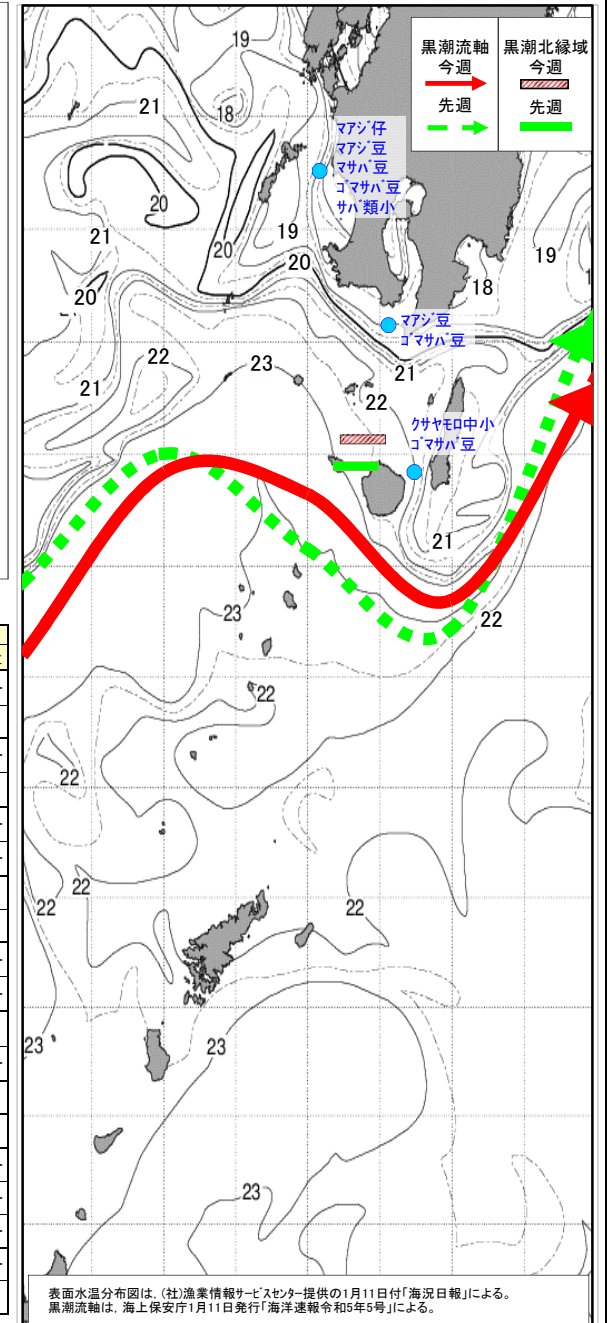 黒潮流軸
今週
先週
黒潮北縁域
今週
先週
19
21
18
マアジ仔
マアジ豆
マサバ豆
ゴマサバ豆
サバ類小
20
19
20
21
20
19
18
20
マアジ豆
ゴマサバ豆
21
22
23
22
21
クサヤモロ中小
ゴマサバ豆
21
22
23
22
22
22
22
22
23
23
23
表面水温分布図は，(社)漁業情報サービスセンター提供の1月11日付「海況日報」による。
黒潮流軸は，海上保安庁1月11日発行「海洋速報令和5年5号」による。